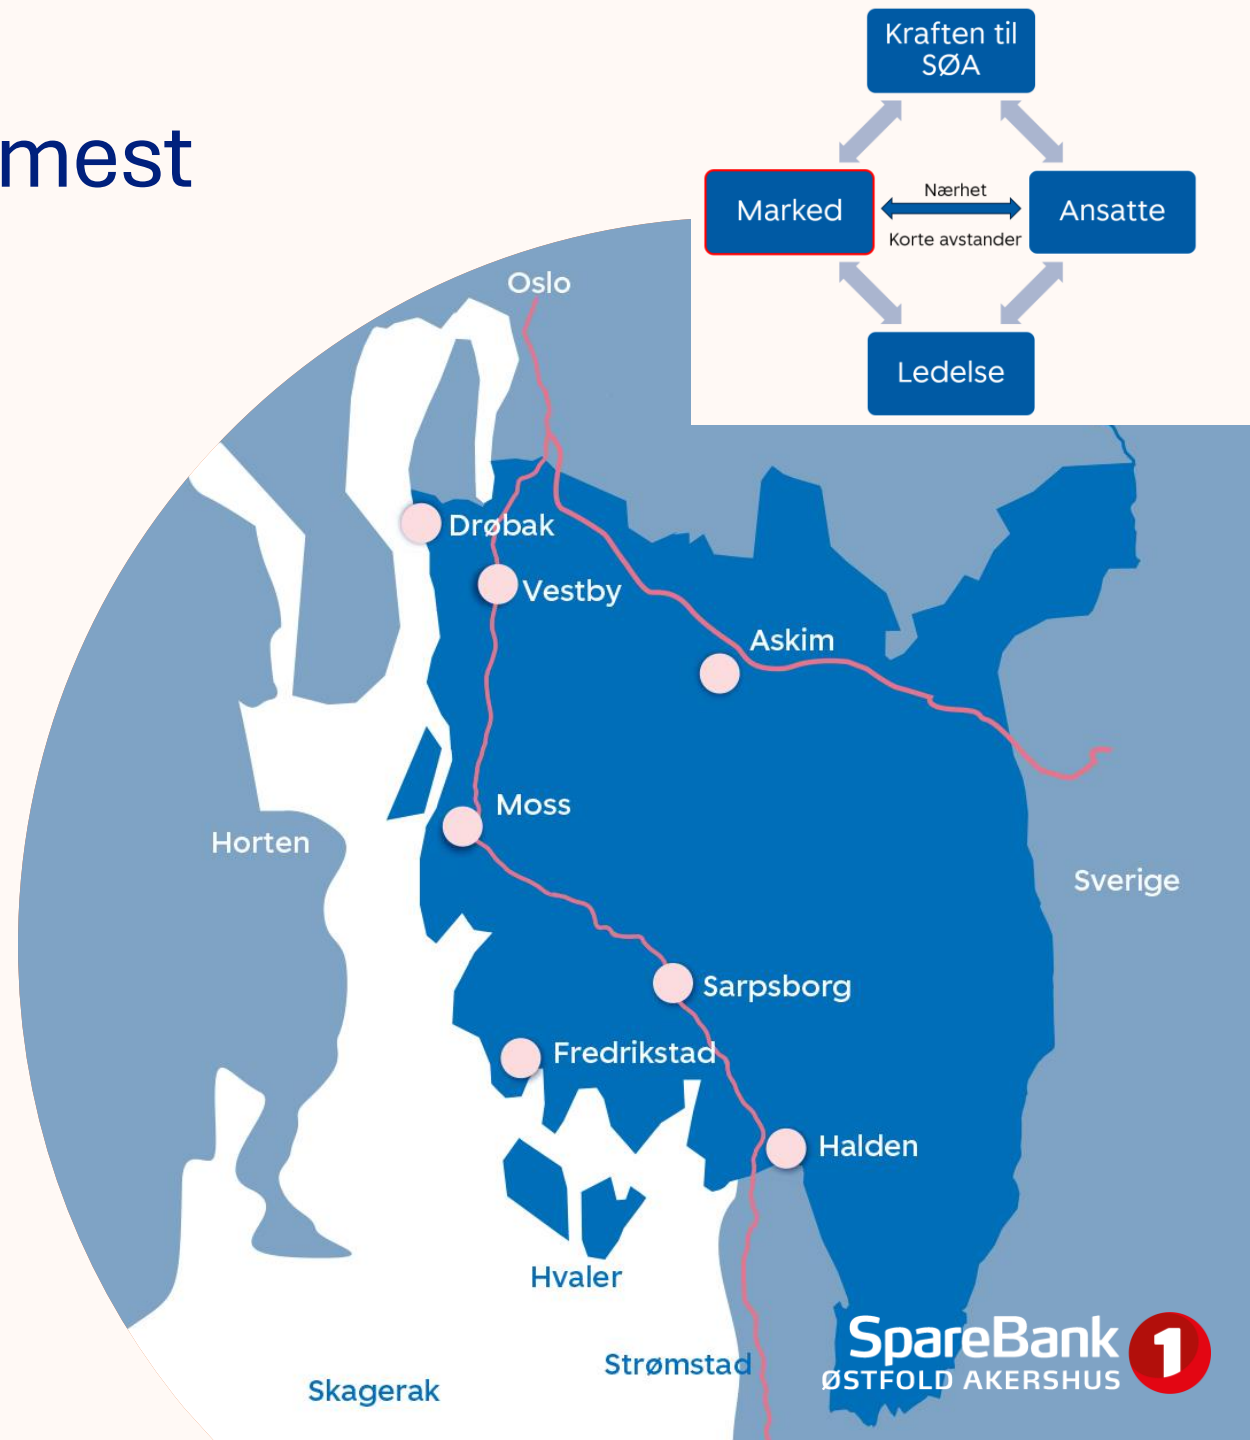 mest
Kraften til
SØA
Marked
Nærhet
Korte avstander
Ansatte
Ledelse
Oslo
Drøbak
Vestby
Askim
Moss
Horten
Sverige
Sarpsborg
Fredrikstad
Halden
Hvaler
Strømstad
Skagerak
SpareBank 1
ØSTFOLD AKERSHUS